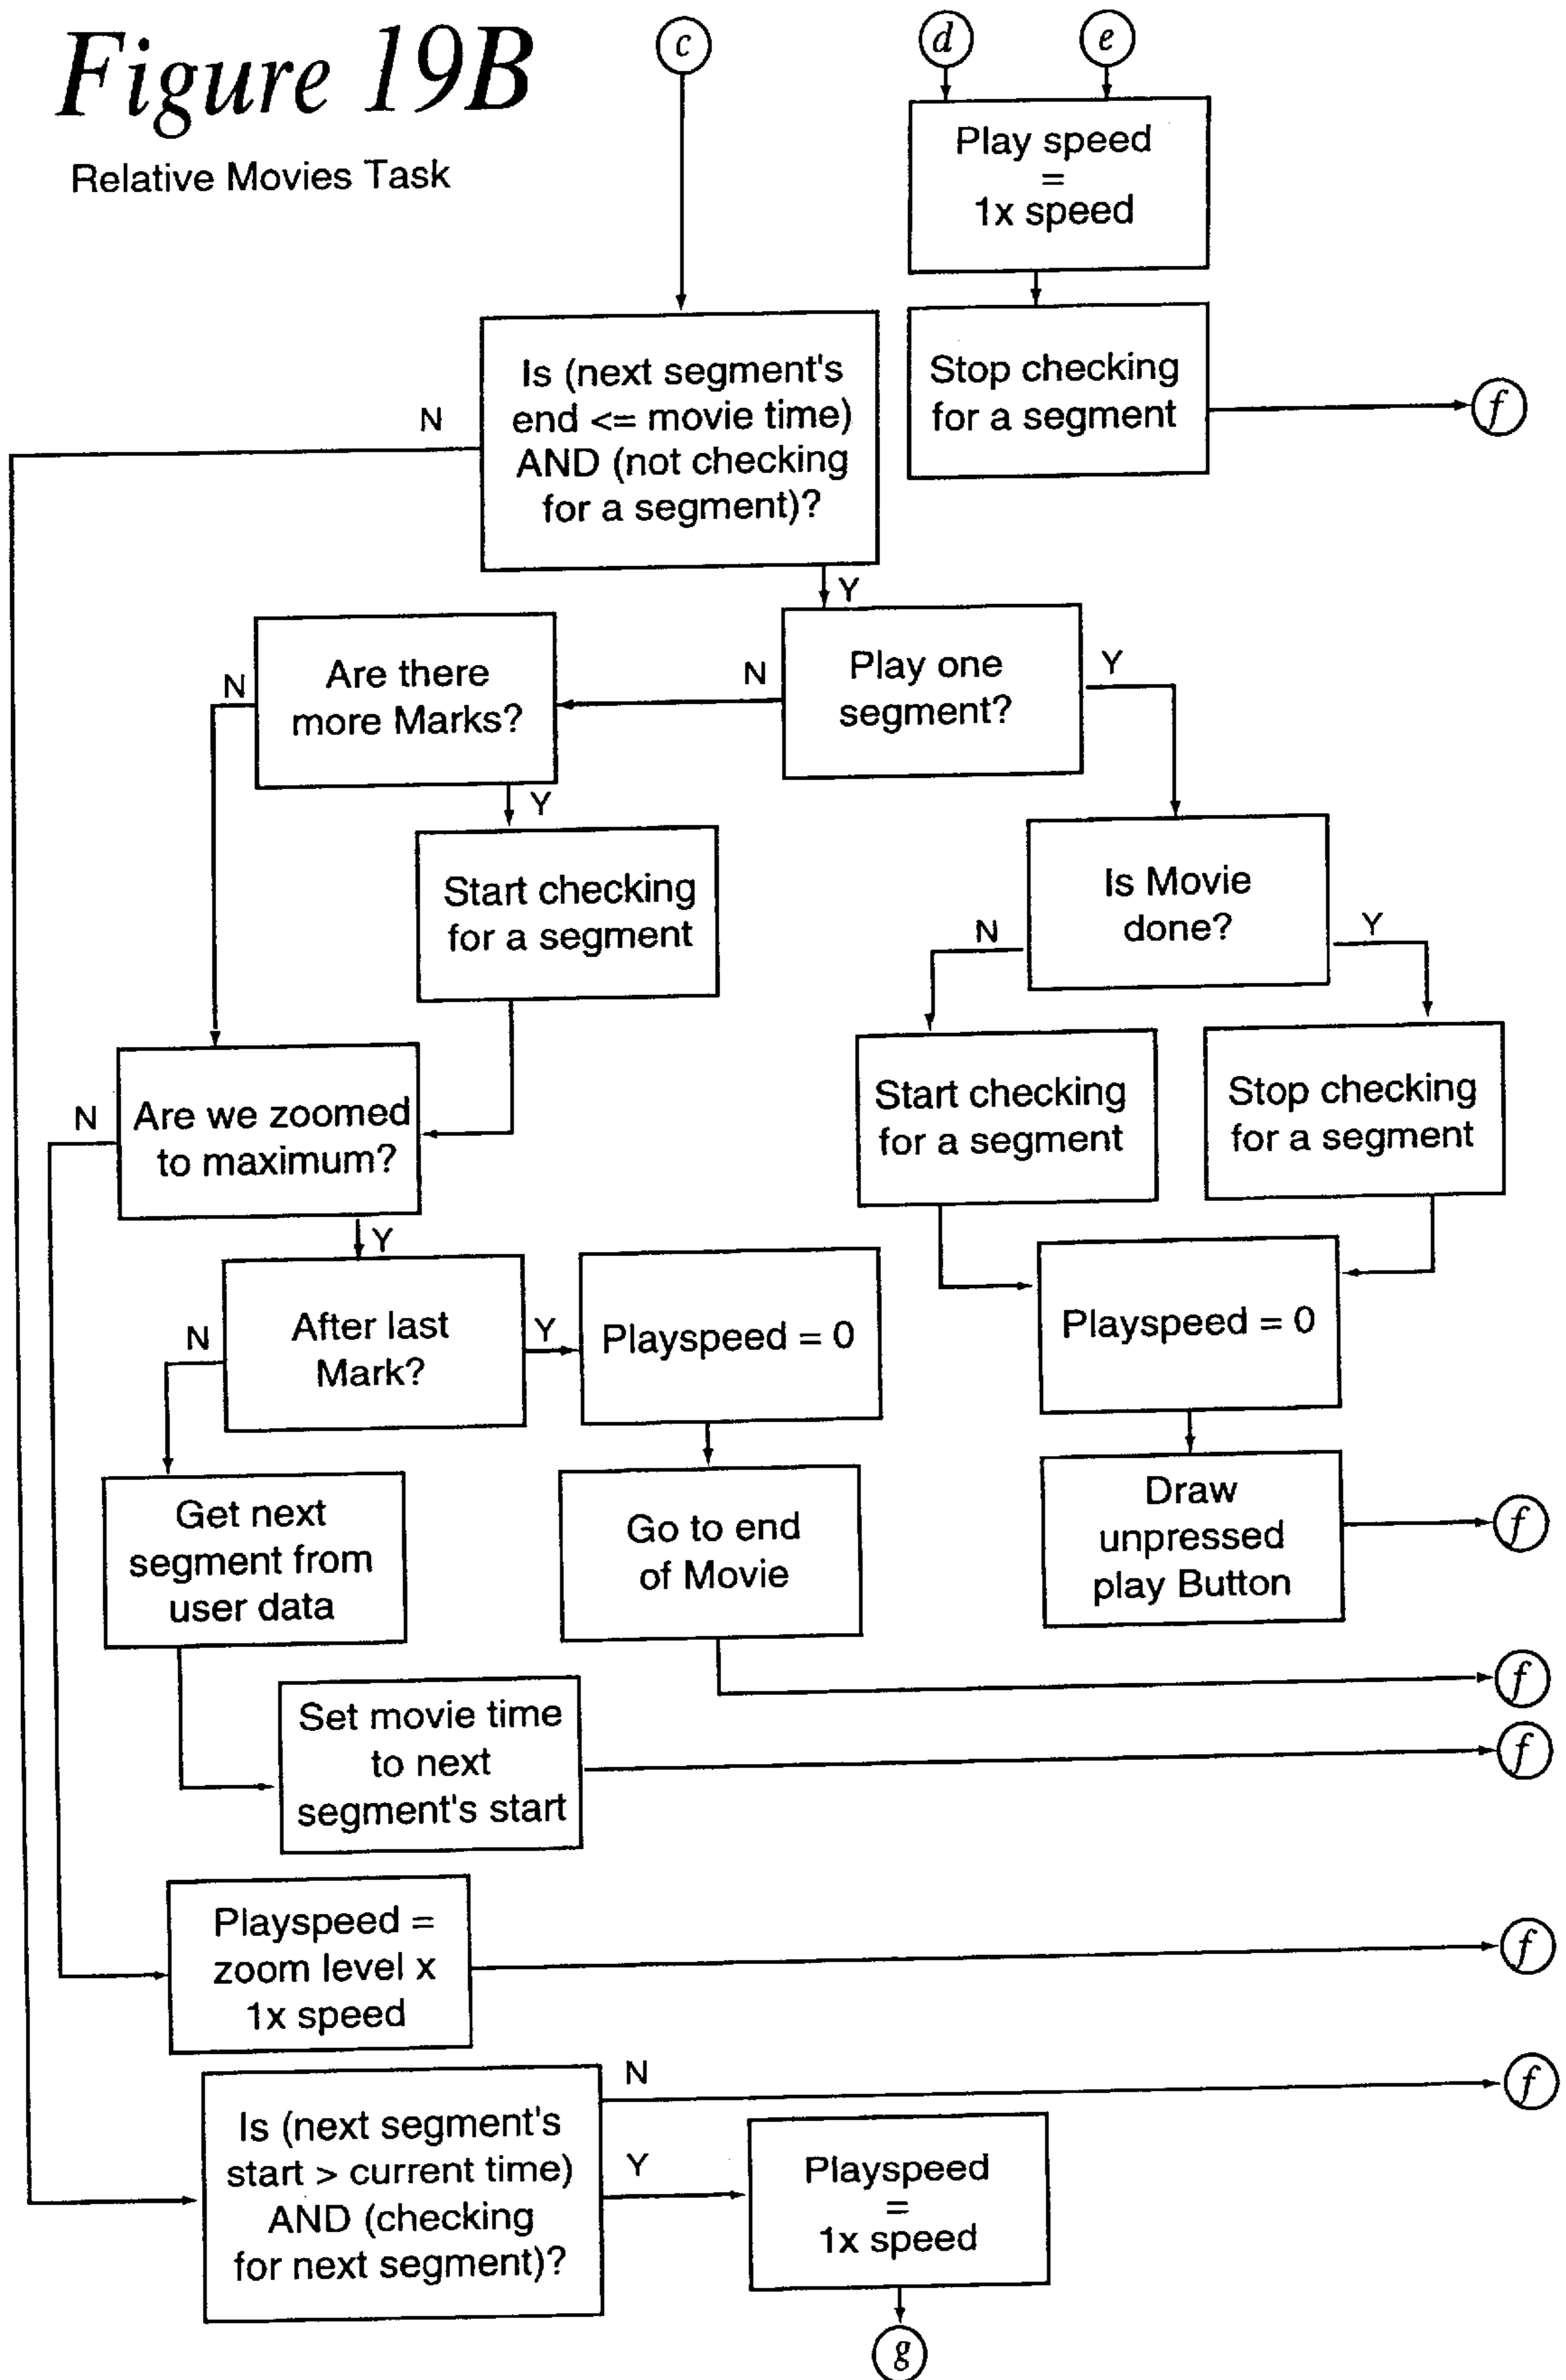 Figure 19B
Relative Movies Task
c
d
e
Play speed
=
1x speed
Stop checking
for a segment
f
Is (next segment's
end <= movie time)
AND (not checking
for a segment)?
N
Y
Play one
segment?
N
Y
Are there
more Marks?
N
Y
Start checking
for a segment
Is Movie
done?
N
Y
Start checking
for a segment
Stop checking
for a segment
Are we zoomed
to maximum?
N
Y
After last
Mark?
N
Y
Playspeed = 0
Playspeed = 0
Get next
segment from
user data
Go to end
of Movie
Draw
unpressed
play Button
f
f
Set movie time
to next
segment's start
f
Playspeed =
zoom level x
1x speed
f
Is (next segment's
start > current time)
AND (checking
for next segment)?
N
f
Y
Playspeed
=
1x speed
g